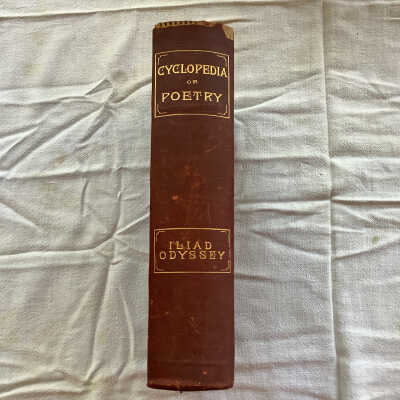 CYCLOPEDIA
OF
POETRY
ILIAD
ODYSSEY